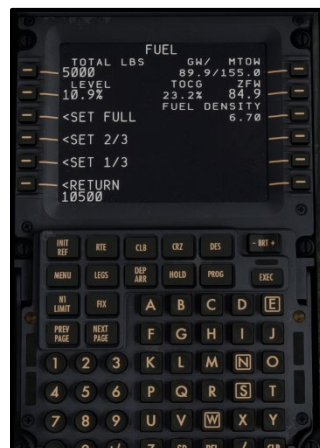 FUEL
TOTAL LBS GW/ MTOW
5000 89.9/155.0
LEVEL TOCG ZFW
10.9% 23.2% 84.9
FUEL DENSITY
<SET FULL 6.70
<SET 2/3
<SET 1/3
<RETURN
10500
INIT REF RTE CLB CRZ DES - BRT +
MENU LEGS DEP ARR HOLD PROG EXEC
N1 LIMIT FIX A B C D E
PREV PAGE NEXT PAGE F G H I J
1 2 3 K L M N O
4 5 6 P Q R S T
7 8 9 U V W X Y
Z SP DEL / CLR